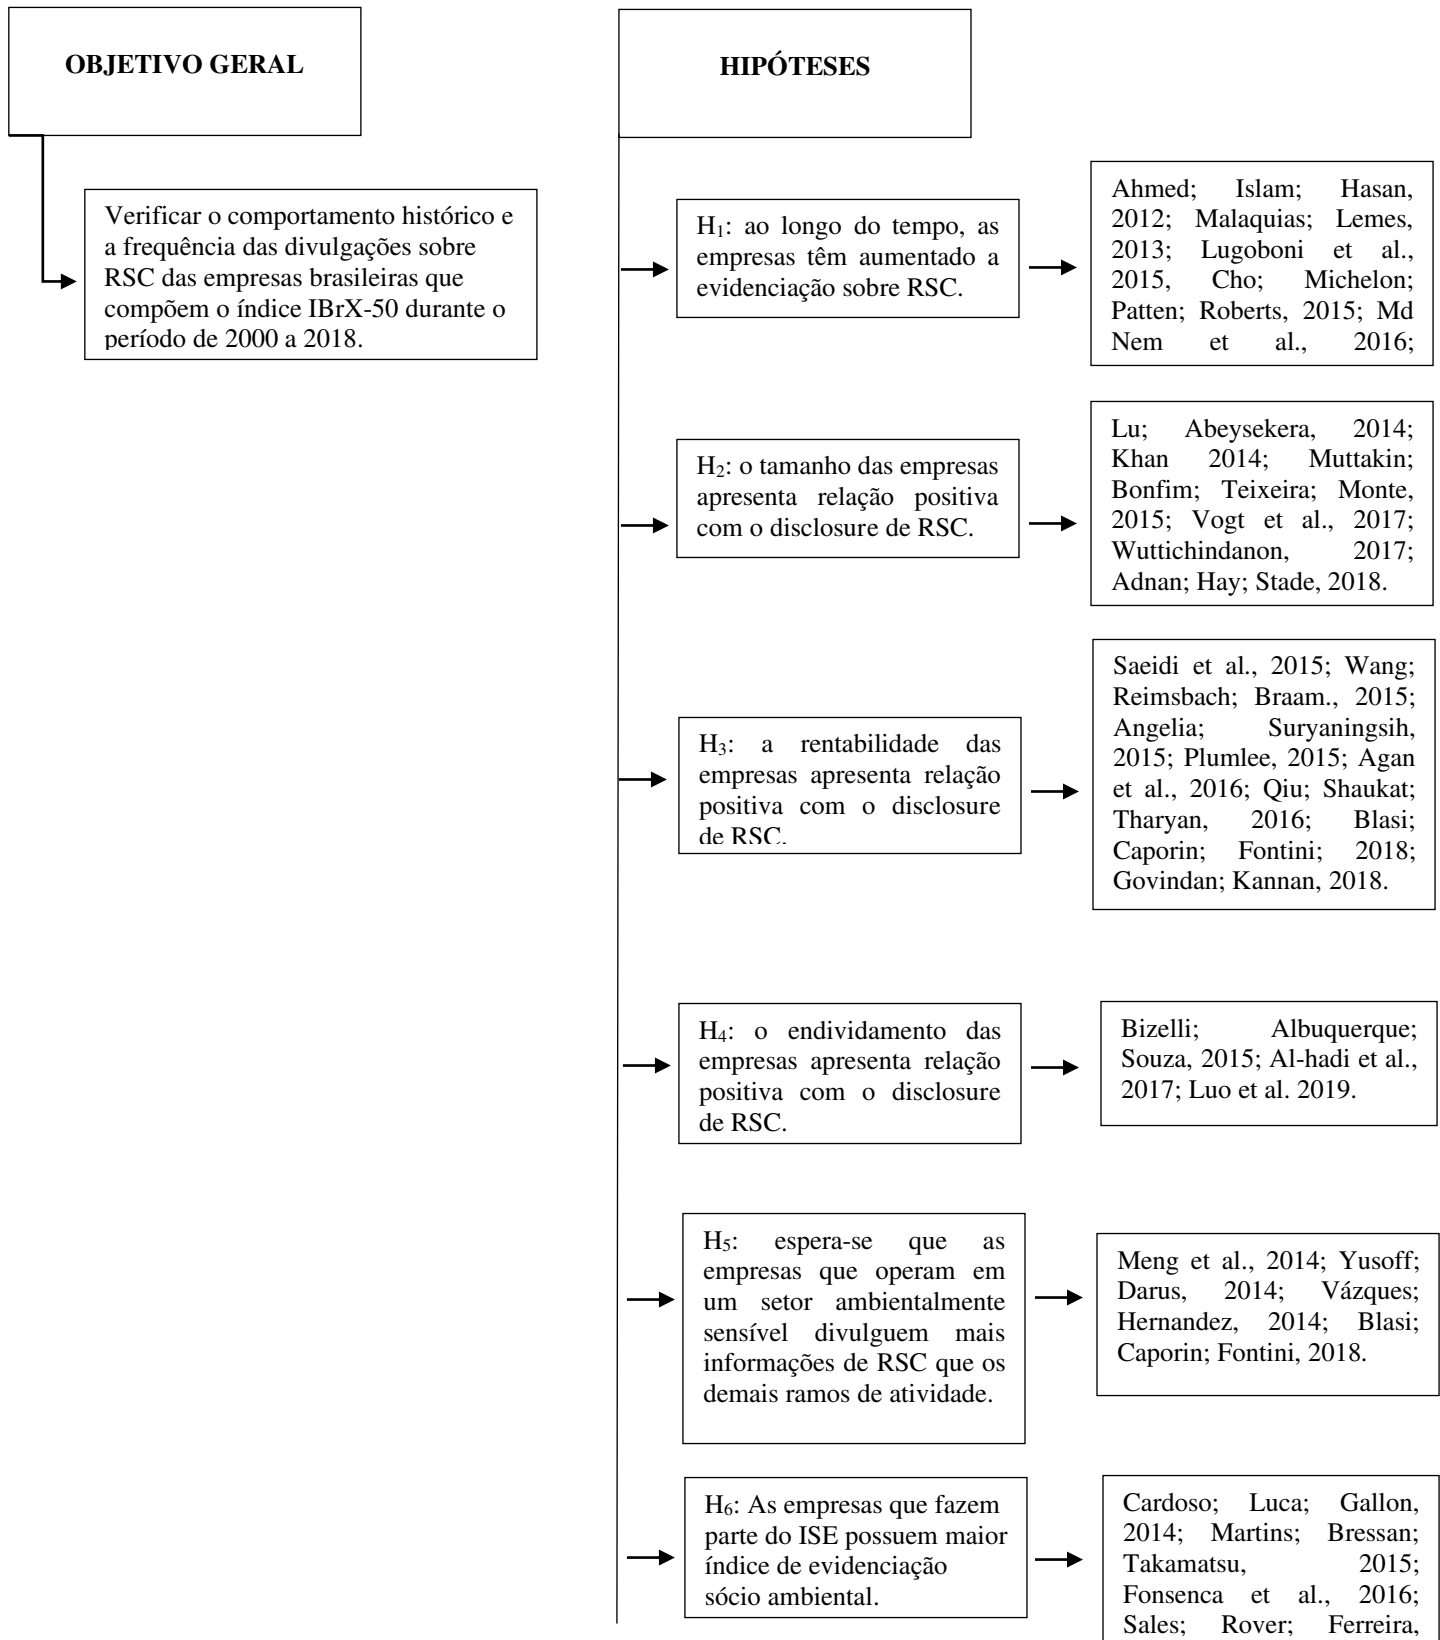 OBJETIVO GERAL
Verificar o comportamento histórico e
a frequência das divulgações sobre
RSC das empresas brasileiras que
compõem o índice IBrX-50 durante o
período de 2000 a 2018.
HIPÓTESES
H₁: ao longo do tempo, as
empresas têm aumentado a
evidenciação sobre RSC.
Ahmed; Islam; Hasan,
2012; Malaquias; Lemes,
2013; Lugoboni et al.,
2015, Cho; Michelon;
Patten; Roberts, 2015; Md
Nem et al., 2016;
H₂: o tamanho das empresas
apresenta relação positiva
com o disclosure de RSC.
Lu; Abeysekera, 2014;
Khan 2014; Muttakin;
Bonfim; Teixeira; Monte,
2015; Vogt et al., 2017;
Wuttichindanon, 2017;
Adnan; Hay; Stade, 2018.
H₃: a rentabilidade das
empresas apresenta relação
positiva com o disclosure
de RSC.
Saeidi et al., 2015; Wang;
Reimsbach; Braam., 2015;
Angelia; Suryaningsih,
2015; Plumlee, 2015; Agan
et al., 2016; Qiu; Shaukat;
Tharyan, 2016; Blasi;
Caporin; Fontini; 2018;
Govindan; Kannan, 2018.
H₄: o endividamento das
empresas apresenta relação
positiva com o disclosure
de RSC.
Bizelli; Albuquerque;
Souza, 2015; Al-hadi et al.,
2017; Luo et al. 2019.
H₅: espera-se que as
empresas que operam em
um setor ambientalmente
sensível divulguem mais
informações de RSC que os
demais ramos de atividade.
Meng et al., 2014; Yusoff;
Darus, 2014; Vázques;
Hernandez, 2014; Blasi;
Caporin; Fontini, 2018.
H₆: As empresas que fazem
parte do ISE possuem maior
índice de evidenciação
sócio ambiental.
Cardoso; Luca; Gallon,
2014; Martins; Bressan;
Takamatsu, 2015;
Fonsenca et al., 2016;
Sales; Rover; Ferreira,